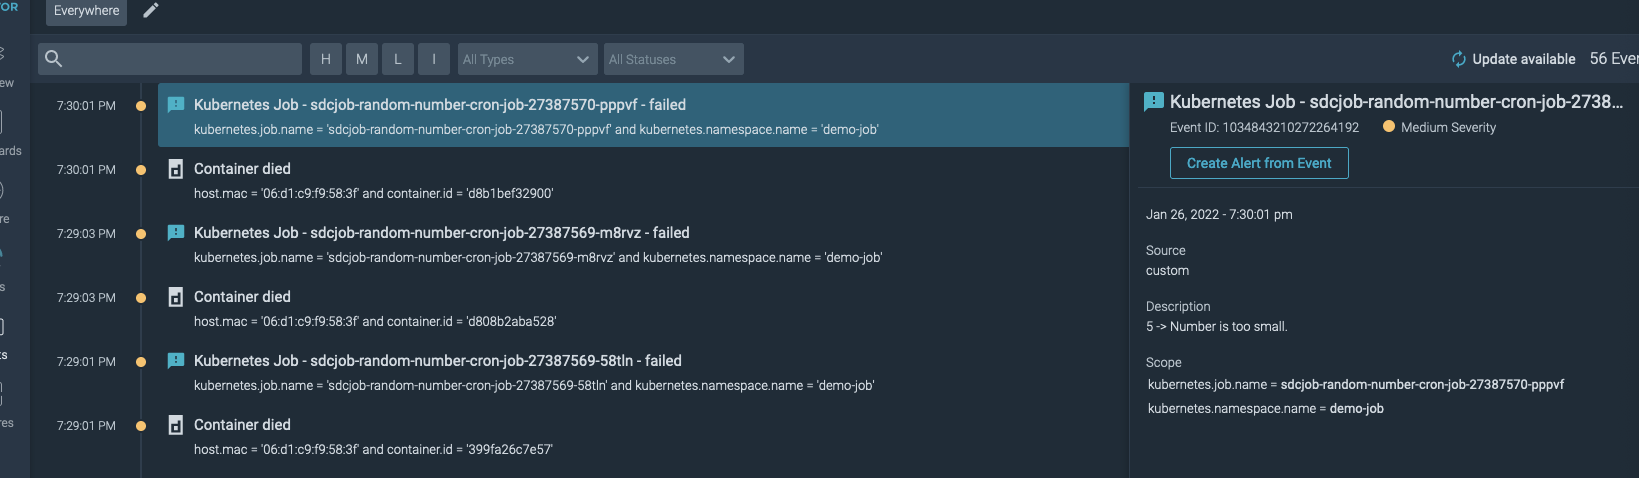 TOR
Everywhere
H M L I All Types All Statuses Update available 56 Even
ew
ards
re
s
ts
res
7:30:01 PM Kubernetes Job - sdcjob-random-number-cron-job-27387570-pppvf - failed
kubernetes.job.name = 'sdcjob-random-number-cron-job-27387570-pppvf' and kubernetes.namespace.name = 'demo-job'
7:30:01 PM Container died
host.mac = '06:d1:c9:f9:58:3f' and container.id = 'd8b1bef32900'
7:29:03 PM Kubernetes Job - sdcjob-random-number-cron-job-27387569-m8rvz - failed
kubernetes.job.name = 'sdcjob-random-number-cron-job-27387569-m8rvz' and kubernetes.namespace.name = 'demo-job'
7:29:03 PM Container died
host.mac = '06:d1:c9:f9:58:3f' and container.id = 'd808b2aba528'
7:29:01 PM Kubernetes Job - sdcjob-random-number-cron-job-27387569-58tln - failed
kubernetes.job.name = 'sdcjob-random-number-cron-job-27387569-58tln' and kubernetes.namespace.name = 'demo-job'
7:29:01 PM Container died
host.mac = '06:d1:c9:f9:58:3f' and container.id = '399fa26c7e57'
Kubernetes Job - sdcjob-random-number-cron-job-2738...
Event ID: 1034843210272264192 Medium Severity
Create Alert from Event
Jan 26, 2022 - 7:30:01 pm
Source
custom
Description
5 -> Number is too small.
Scope
kubernetes.job.name = sdcjob-random-number-cron-job-27387570-pppvf
kubernetes.namespace.name = demo-job